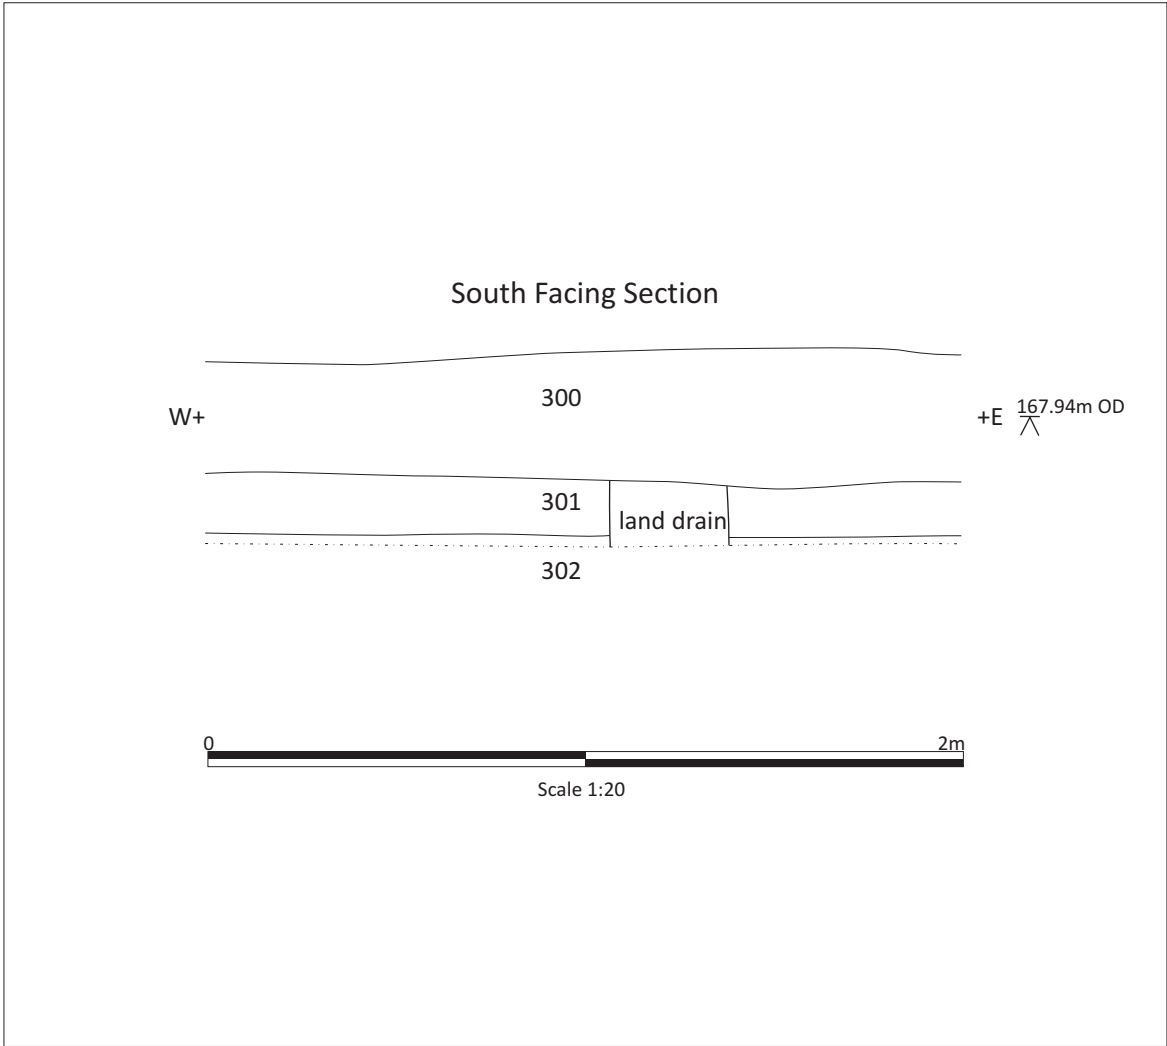 South Facing Section
300
W+
+E
167.94m OD
301
land drain
302
0
2m
Scale 1:20